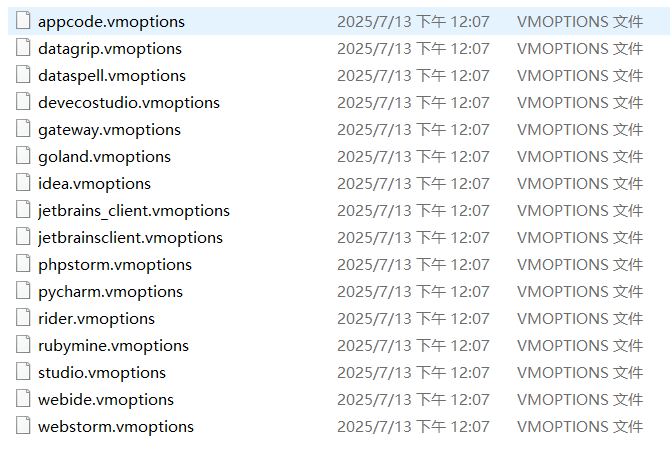 appcode.vmoptions 2025/7/13 下午 12:07 VMOPTIONS 文件
datagrip.vmoptions 2025/7/13 下午 12:07 VMOPTIONS 文件
dataspell.vmoptions 2025/7/13 下午 12:07 VMOPTIONS 文件
devecostudio.vmoptions 2025/7/13 下午 12:07 VMOPTIONS 文件
gateway.vmoptions 2025/7/13 下午 12:07 VMOPTIONS 文件
goland.vmoptions 2025/7/13 下午 12:07 VMOPTIONS 文件
idea.vmoptions 2025/7/13 下午 12:07 VMOPTIONS 文件
jetbrains_client.vmoptions 2025/7/13 下午 12:07 VMOPTIONS 文件
jetbrainsclient.vmoptions 2025/7/13 下午 12:07 VMOPTIONS 文件
phpstorm.vmoptions 2025/7/13 下午 12:07 VMOPTIONS 文件
pycharm.vmoptions 2025/7/13 下午 12:07 VMOPTIONS 文件
rider.vmoptions 2025/7/13 下午 12:07 VMOPTIONS 文件
rubymine.vmoptions 2025/7/13 下午 12:07 VMOPTIONS 文件
studio.vmoptions 2025/7/13 下午 12:07 VMOPTIONS 文件
webide.vmoptions 2025/7/13 下午 12:07 VMOPTIONS 文件
webstorm.vmoptions 2025/7/13 下午 12:07 VMOPTIONS 文件